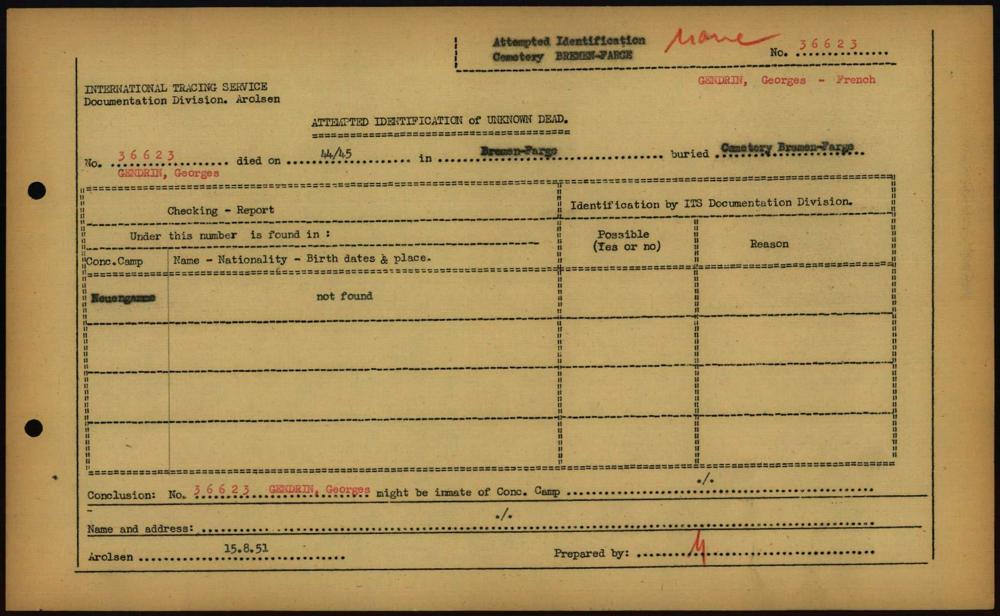 Attempted Identification
Cemetery BREMEN-FARGE
No. 36623
GENDRIN, Georges - French
INTERNATIONAL TRACING SERVICE
Documentation Division. Arolsen
ATTEMPTED IDENTIFICATION of UNKNOWN DEAD.
No. 36623 died on 44/45 in Bremen-Farge buried Cemetery Bremen-Farge
GENDRIN, Georges
Checking - Report
Identification by ITS Documentation Division.
Under this number is found in :
Possible
(Yes or no)
Reason
Conc.Camp
Name - Nationality - Birth dates & place.
Neuengamme
not found
Conclusion: No. 36623 GENDRIN, Georges might be inmate of Conc. Camp ./.
Name and address: ./.
Arolsen 15.8.51
Prepared by: